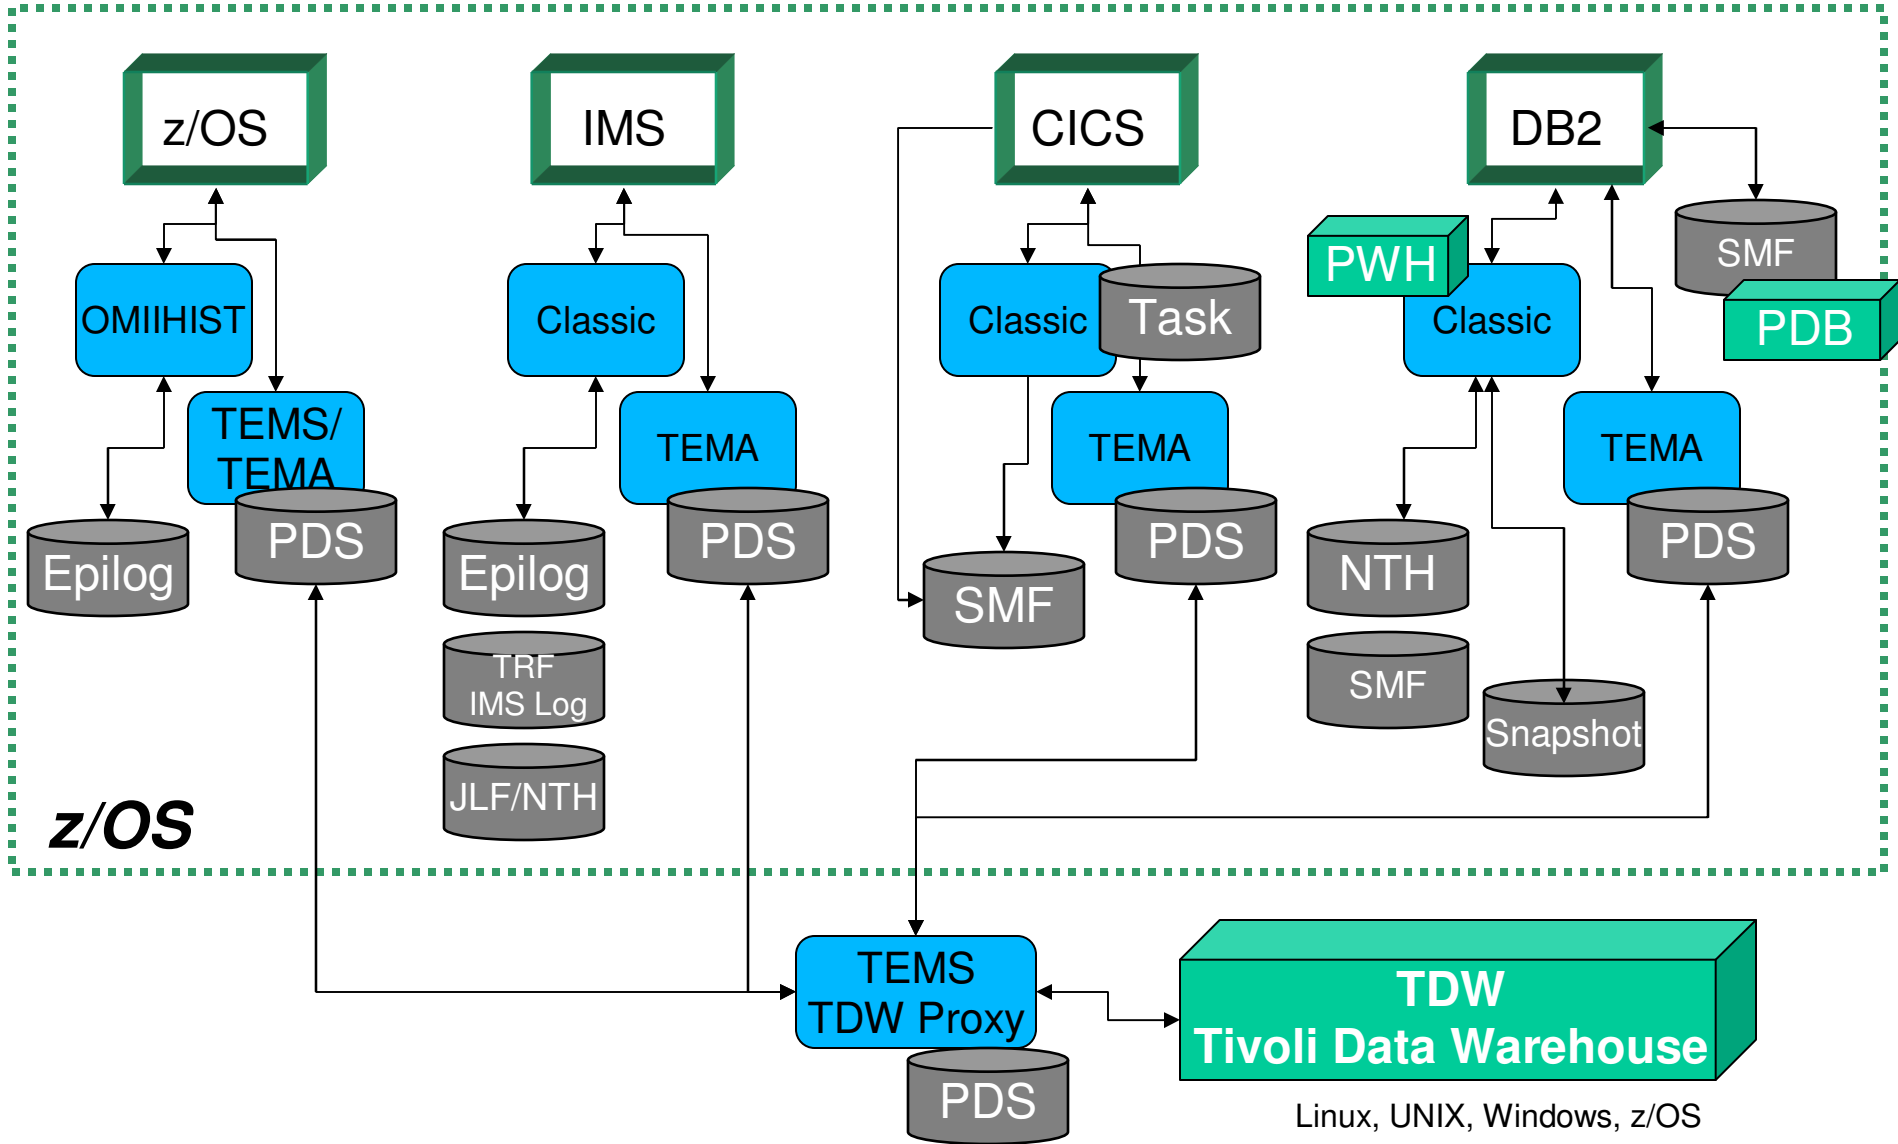 z/OS
IMS
CICS
DB2
SMF
PDB
PWH
OMIIHIST
Classic
Classic
Task
Classic
TEMS/
TEMA
TEMA
TEMA
TEMA
PDS
PDS
PDS
PDS
Epilog
Epilog
SMF
NTH
TRF
IMS Log
SMF
Snapshot
JLF/NTH
z/OS
TEMS
TDW Proxy
PDS
TDW
Tivoli Data Warehouse
Linux, UNIX, Windows, z/OS